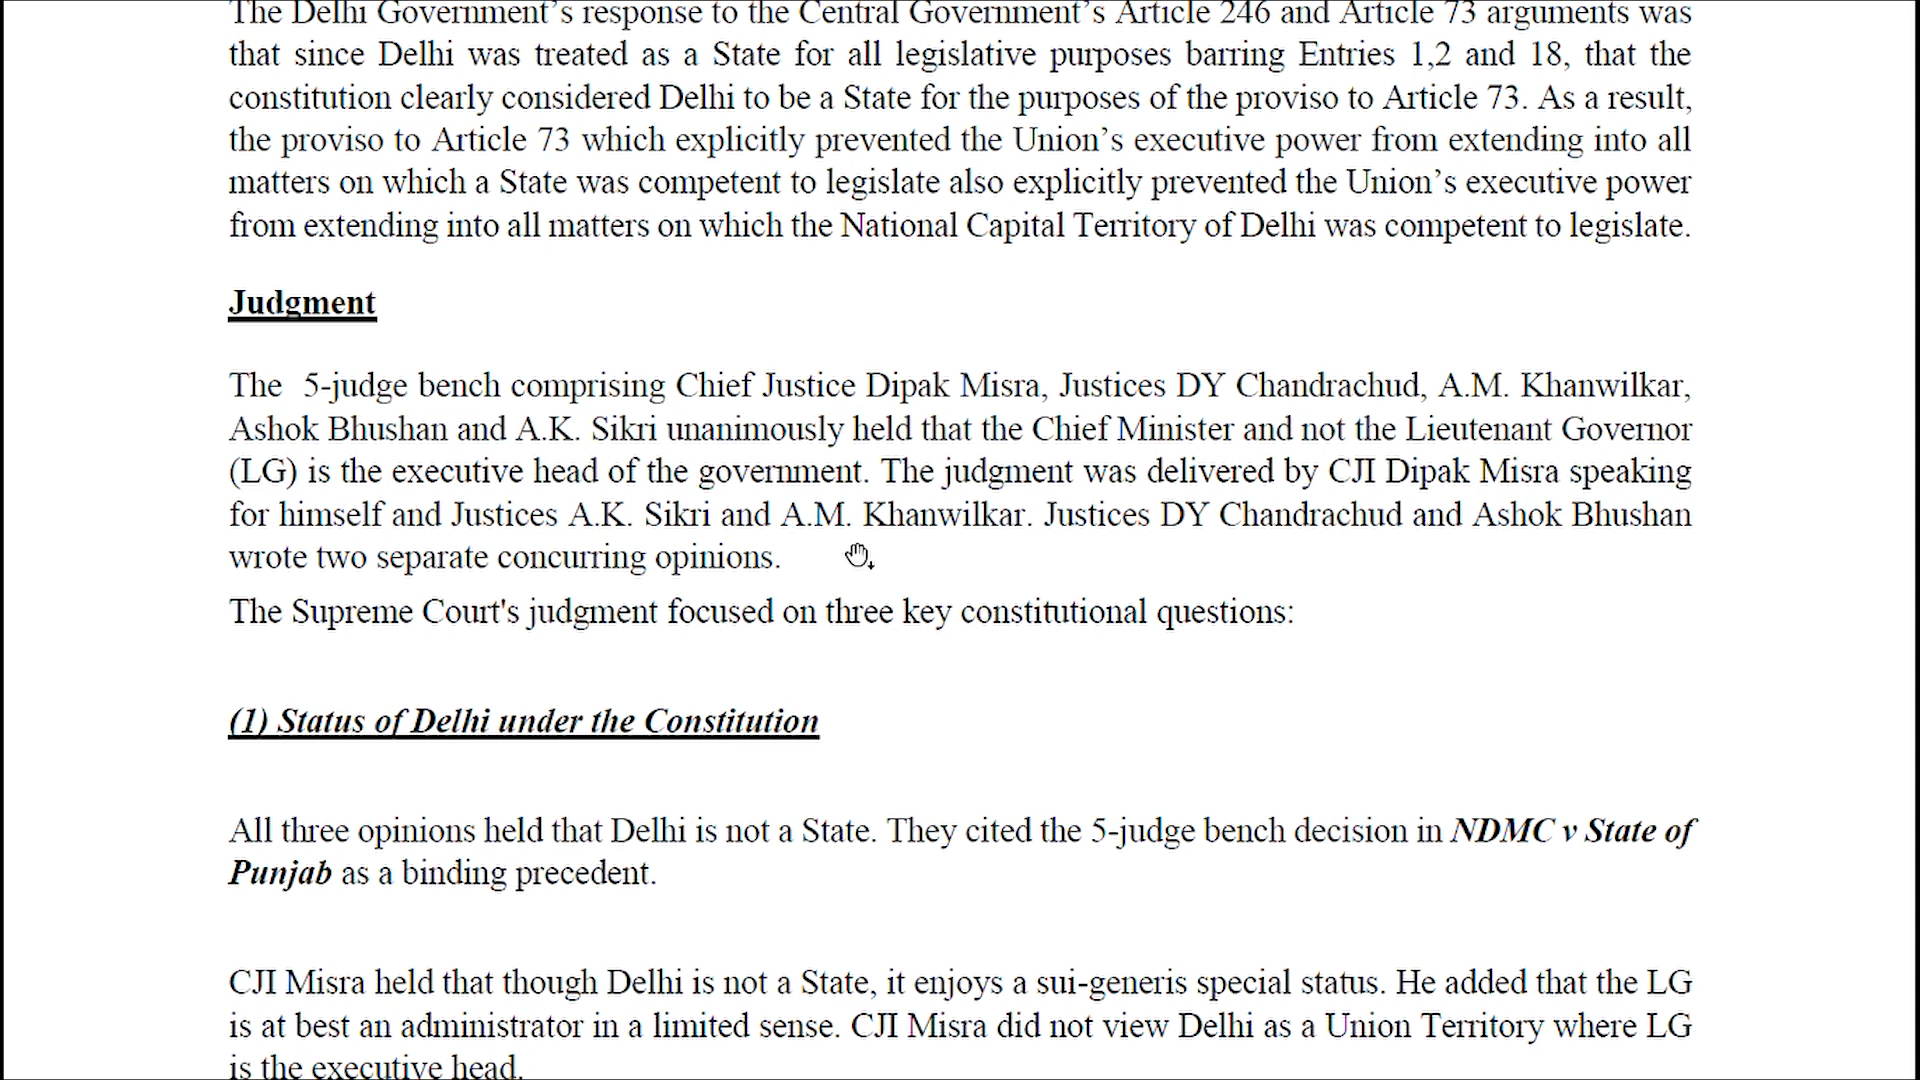 The Delhi Government’s response to the Central Government’s Article 246 and Article 73 arguments was
that since Delhi was treated as a State for all legislative purposes barring Entries 1,2 and 18, that the
constitution clearly considered Delhi to be a State for the purposes of the proviso to Article 73. As a result,
the proviso to Article 73 which explicitly prevented the Union’s executive power from extending into all
matters on which a State was competent to legislate also explicitly prevented the Union’s executive power
from extending into all matters on which the National Capital Territory of Delhi was competent to legislate.
Judgment
The 5-judge bench comprising Chief Justice Dipak Misra, Justices DY Chandrachud, A.M. Khanwilkar,
Ashok Bhushan and A.K. Sikri unanimously held that the Chief Minister and not the Lieutenant Governor
(LG) is the executive head of the government. The judgment was delivered by CJI Dipak Misra speaking
for himself and Justices A.K. Sikri and A.M. Khanwilkar. Justices DY Chandrachud and Ashok Bhushan
wrote two separate concurring opinions.
The Supreme Court's judgment focused on three key constitutional questions:
(1) Status of Delhi under the Constitution
All three opinions held that Delhi is not a State. They cited the 5-judge bench decision in NDMC v State of
Punjab as a binding precedent.
CJI Misra held that though Delhi is not a State, it enjoys a sui-generis special status. He added that the LG
is at best an administrator in a limited sense. CJI Misra did not view Delhi as a Union Territory where LG
is the executive head.